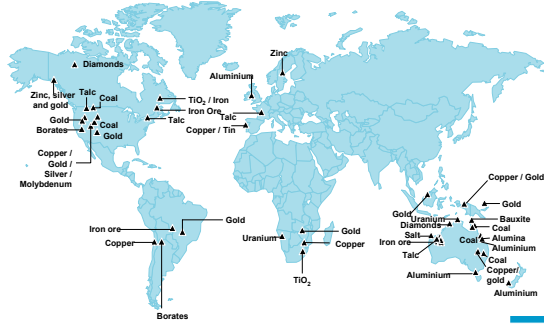 Diamonds
Zinc, silver
and gold
Talc
Coal
Gold
Borates
Coal
Gold
Copper /
Gold /
Silver /
Molybdenum
TiO₂ / Iron
Iron Ore
Talc
Zinc
Aluminium
Talc
Copper / Tin
Iron ore
Gold
Copper
Borates
Uranium
Gold
Copper
TiO₂
Copper / Gold
Gold
Gold
Uranium
Diamonds
Salt
Iron ore
Talc
Bauxite
Coal
Coal
Alumina
Aluminium
Coal
Copper/
gold
Aluminium
Aluminium